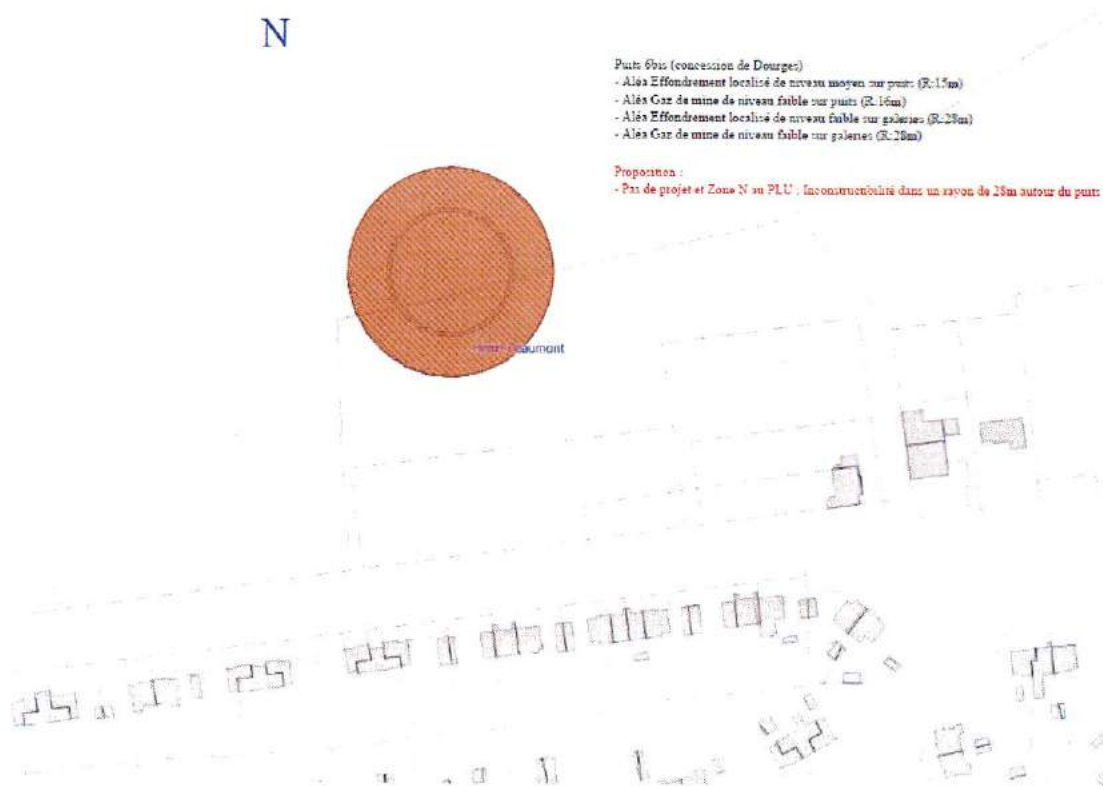 N
Puits 6bis (concession de Dourges)
- Aléa Effondrement localisé de niveau moyen sur puits (R:15m)
- Aléa Gaz de mine de niveau faible sur puits (R:16m)
- Aléa Effondrement localisé de niveau faible sur galeries (R:28m)
- Aléa Gaz de mine de niveau faible sur galeries (R:28m)
Proposition :
- Pas de projet et Zone N au PLU : Inconstructibilité dans un rayon de 28m autour du puits